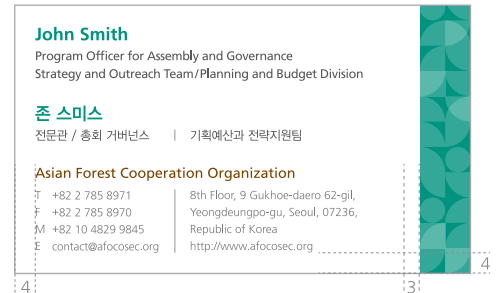 John Smith
Program Officer for Assembly and Governance
Strategy and Outreach Team/Planning and Budget Division
존 스미스
전문관 / 총회 거버넌스 | 기획예산과 전략지원팀
Asian Forest Cooperation Organization
T +82 2 785 8971
F +82 2 785 8970
M +82 10 4829 9845
E contact@afocosec.org
8th Floor, 9 Gukhoe-daero 62-gil,
Yeongdeungpo-gu, Seoul, 07236,
Republic of Korea
http://www.afocosec.org
4
4
3